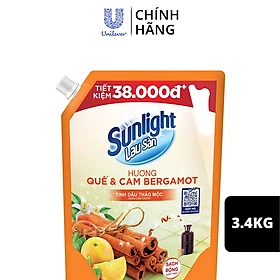 Unilever
CHÍNH
HÃNG
TIẾT
KIỆM
38.000đ+
Sunlight
Lau Sàn
HƯƠNG
QUẾ & CAM BERGAMOT
TINH DẦU THẢO MỘC
3.4KG
SẠCH
BÓNG